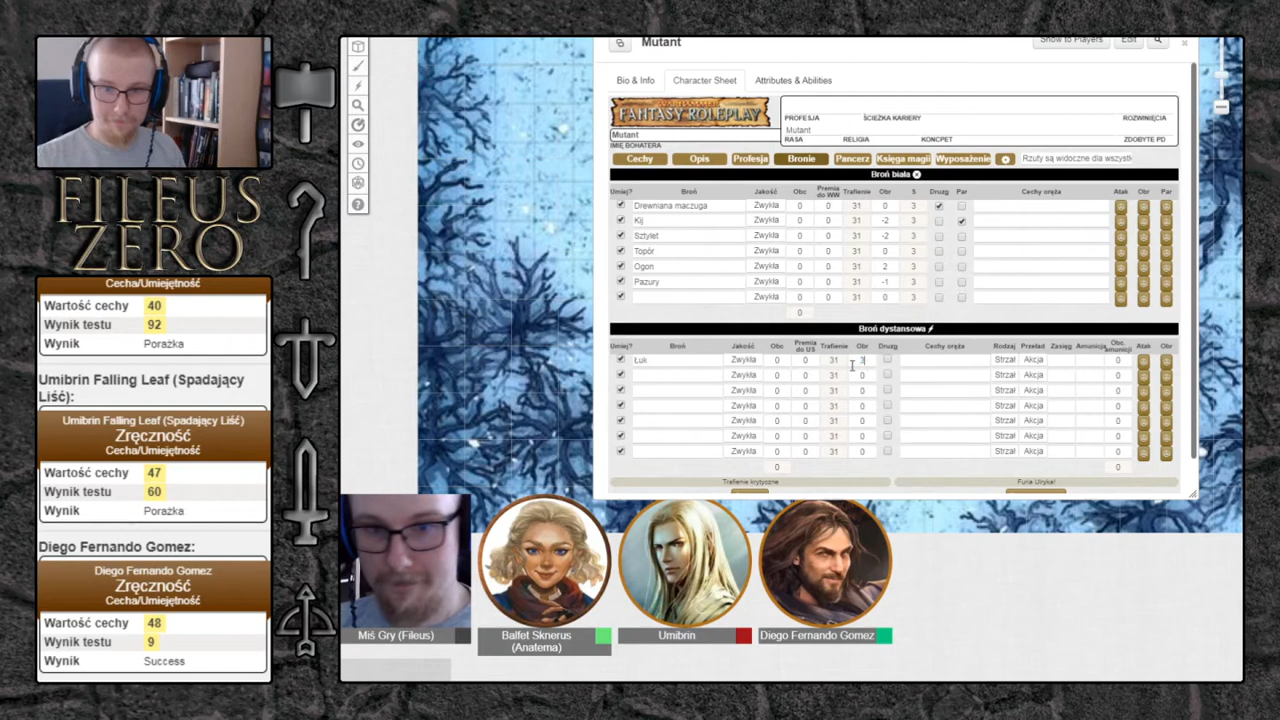 FILEUS
ZERO
Cecha/Umiejętność
Wartość cechy 40
Wynik testu 92
Wynik Porażka
Umibrin Falling Leaf (Spadający
Liść):
Umibrin Falling Leaf (Spadający Liść)
Zręczność
Cecha/Umiejętność
Wartość cechy 47
Wynik testu 60
Wynik Porażka
Diego Fernando Gomez:
Diego Fernando Gomez
Zręczność
Cecha/Umiejętność
Wartość cechy 48
Wynik testu 9
Wynik Success
Mutant
Show to Players Edit
Bio & Info Character Sheet Attributes & Abilities
WARHAMMER
FANTASY ROLEPLAY
PROFESJA ŚCIEŻKA KARIERY ROZWINIĘCIA
Mutant
Mutant
RASA RELIGIA KONCPET ZDOBYTE PD
IMIĘ BOHATERA
Cechy Opis Profesja Bronie Pancerz Księga magii Wyposażenie Rzuty są widoczne dla wszystki
Broń biała
Umiej? Broń Jakość Obc Premia do WW Trafienie Obr S Druzg Par Cechy oręża Atak Obr Par
Drewniana maczuga Zwykła 0 0 31 0 3
Kij Zwykła 0 0 31 -2 3
Sztylet Zwykła 0 0 31 -2 3
Topór Zwykła 0 0 31 0 3
Ogon Zwykła 0 0 31 2 3
Pazury Zwykła 0 0 31 -1 3
Zwykła 0 0 31 0 3
0
Broń dystansowa
Umiej? Broń Jakość Obc Premia do US Trafienie Obr Druzg Cechy oręża Rodzaj Przeład Zasięg Amunicja Obc. amunicji Atak Obr
Łuk Zwykła 0 0 31 3 Strzał Akcja 0
Zwykła 0 0 31 0 Strzał Akcja 0
Zwykła 0 0 31 0 Strzał Akcja 0
Zwykła 0 0 31 0 Strzał Akcja 0
Zwykła 0 0 31 0 Strzał Akcja 0
Zwykła 0 0 31 0 Strzał Akcja 0
Zwykła 0 0 31 0 Strzał Akcja 0
0 0
Trafienie krytyczne Furia Ulryka!
Miś Gry (Fileus)
Balfet Sknerus
(Anatema)
Umibrin
Diego Fernando Gomez